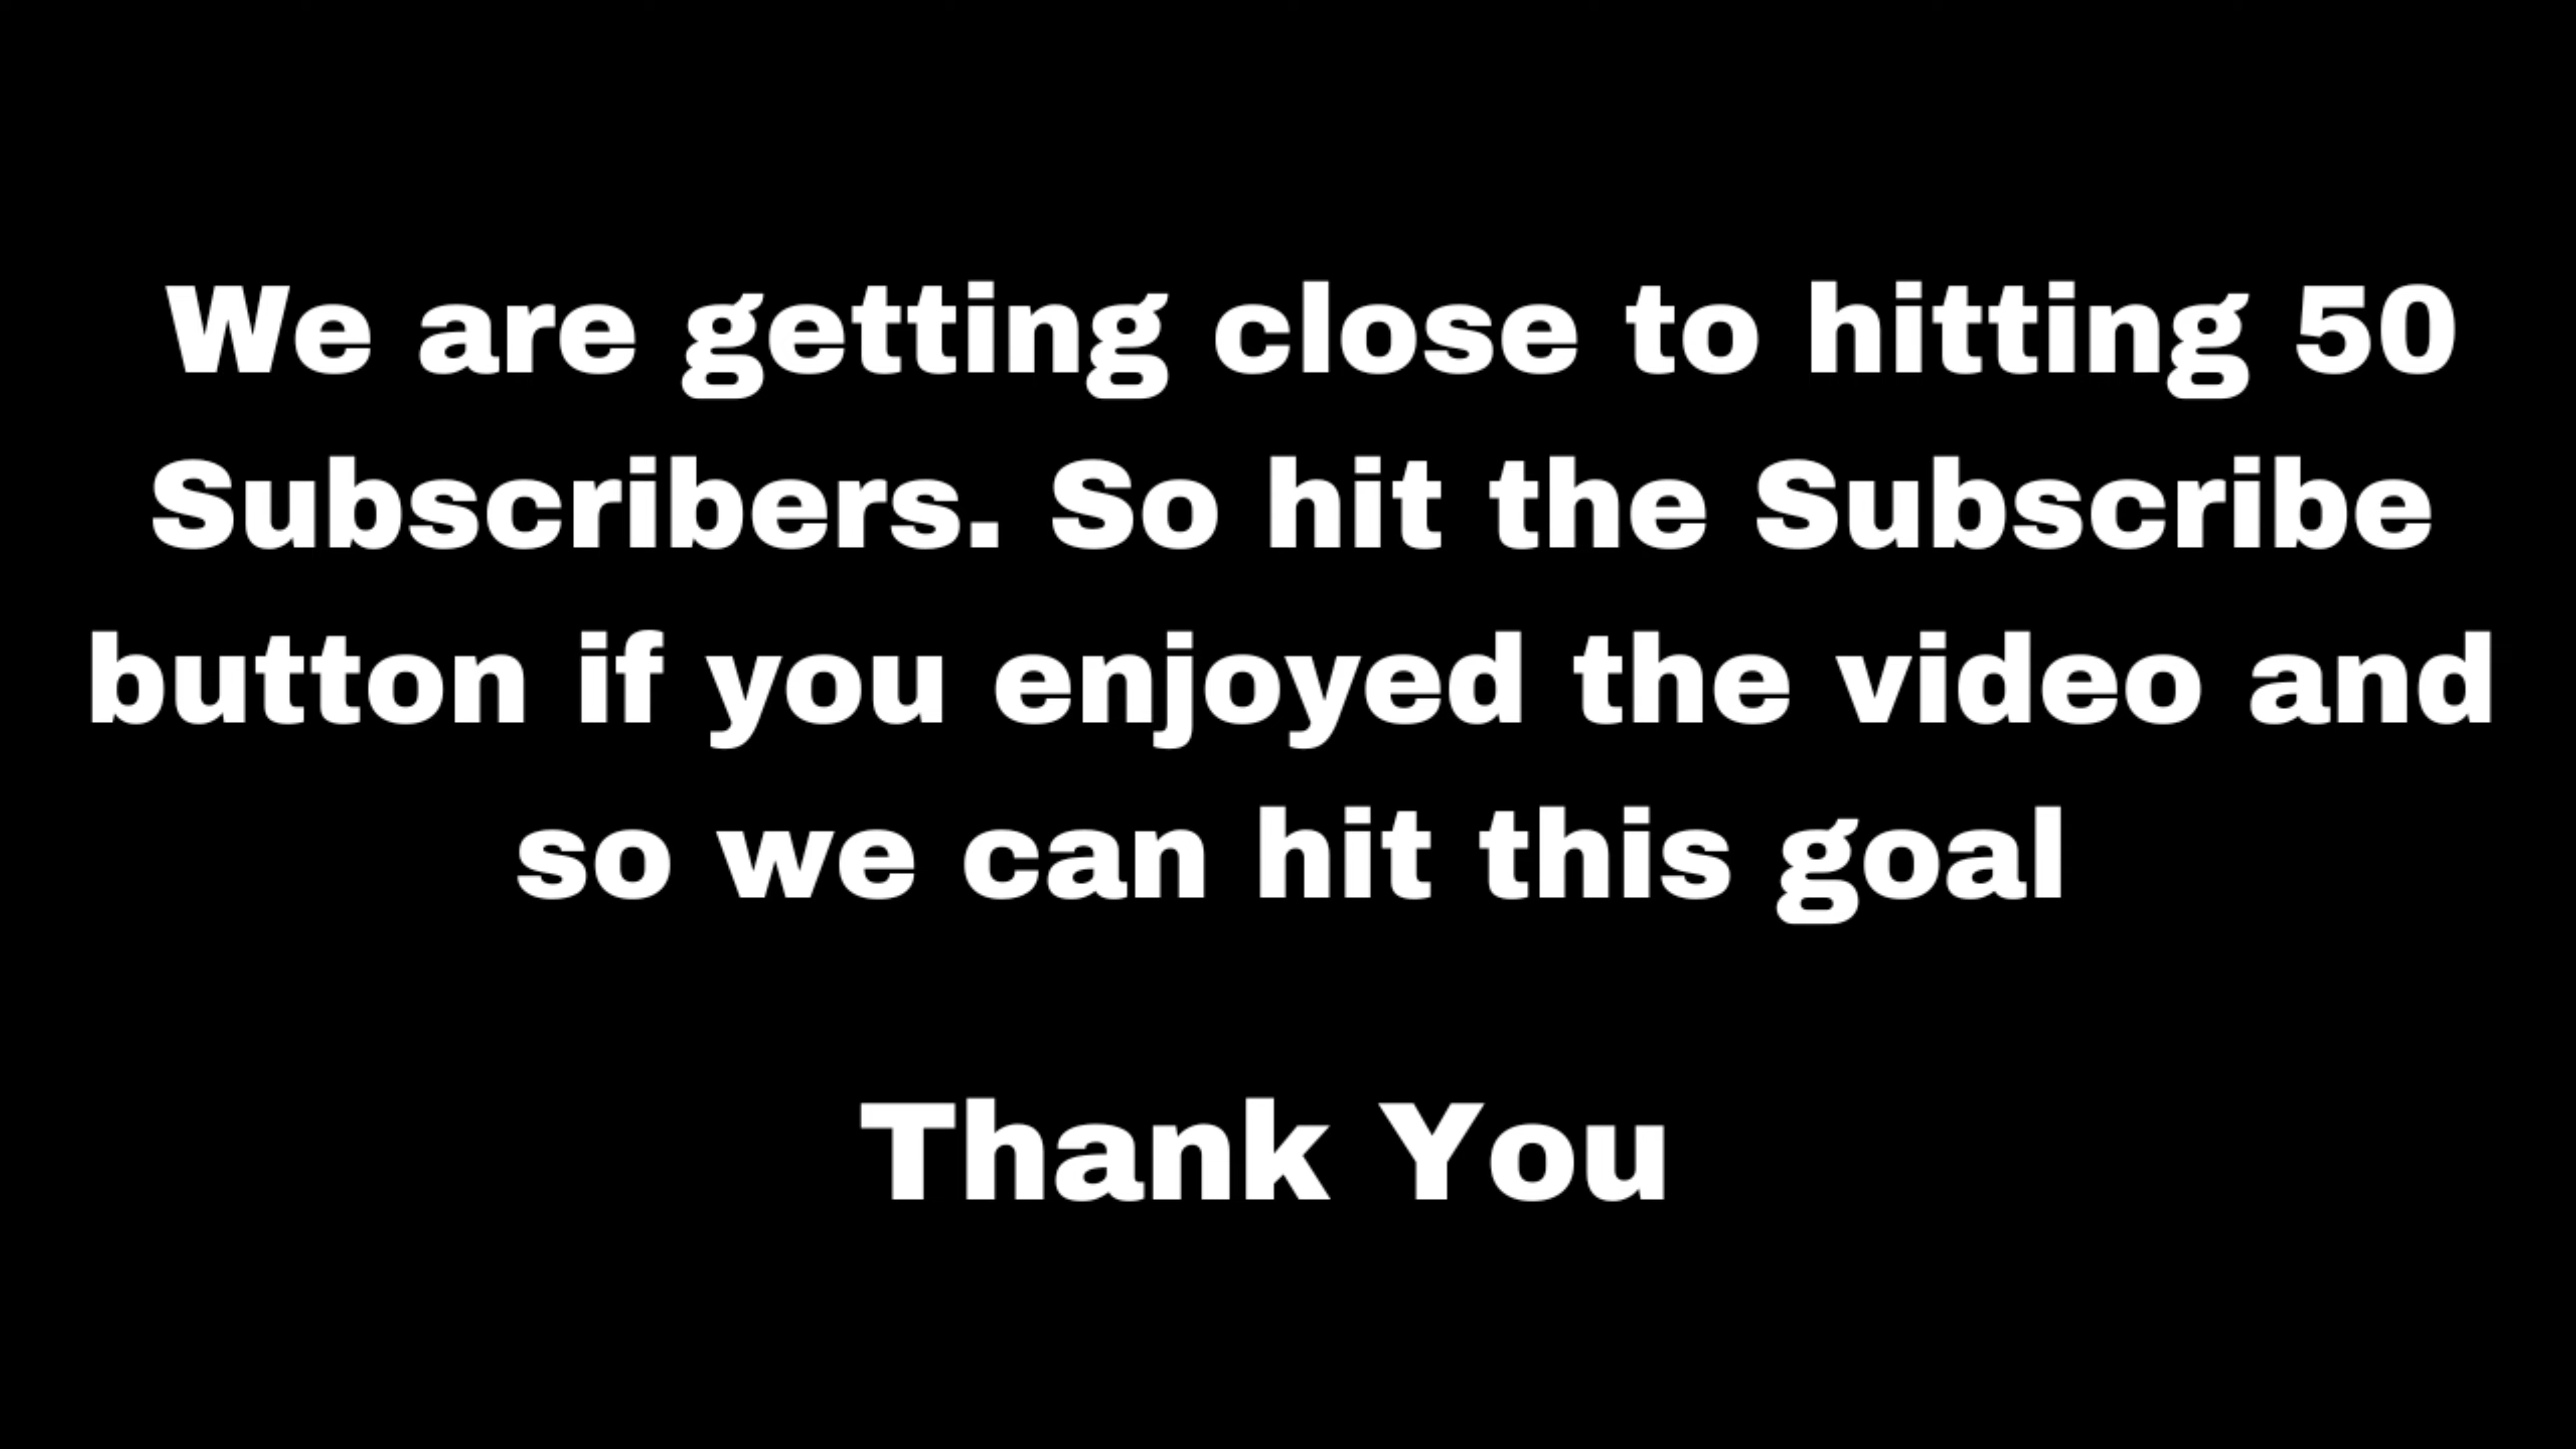 We are getting close to hitting 50
Subscribers. So hit the Subscribe
button if you enjoyed the video and
so we can hit this goal
Thank You